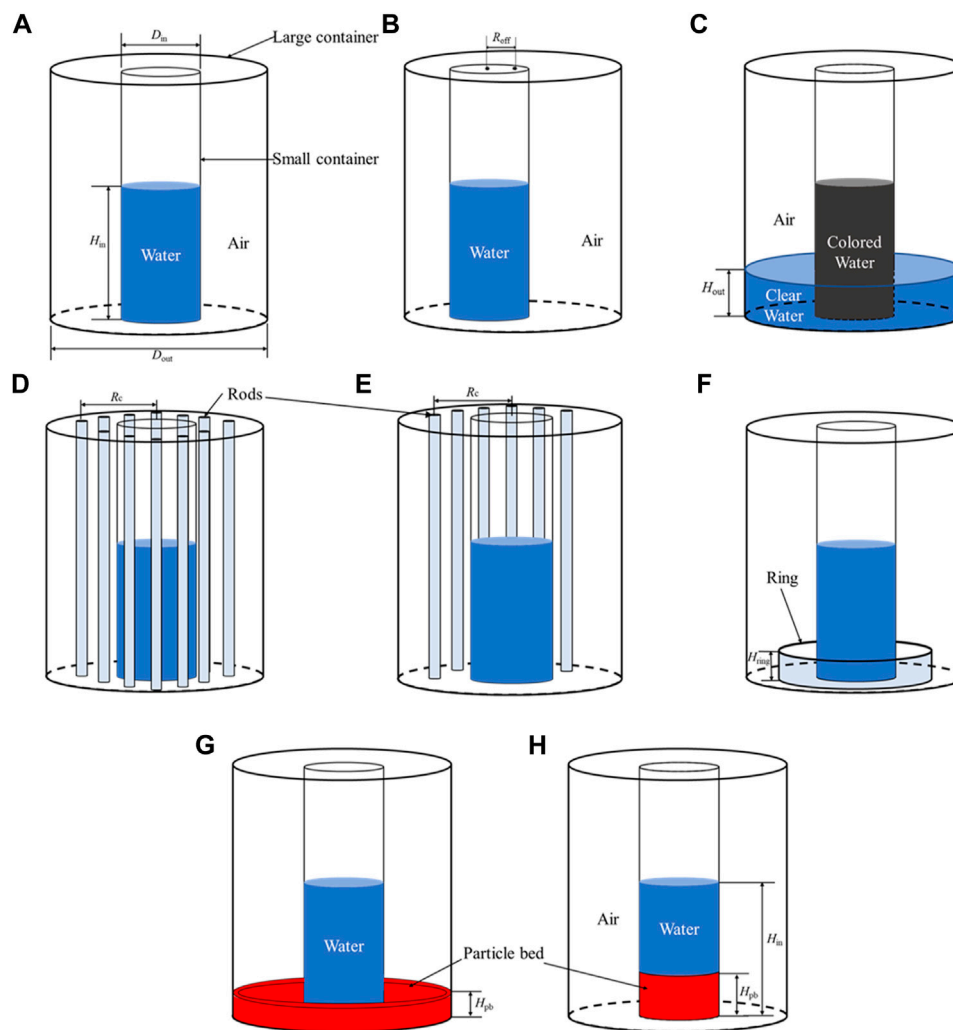 A
D_in
Large container
Small container
H_in
Water
Air
D_out
B
R_eff
Water
Air
C
Air
Colored
Water
H_out
Clear
Water
D
R_c
Rods
E
R_c
F
Ring
H_ring
G
Water
Particle bed
H_pb
H
Air
Water
H_in
H_pb